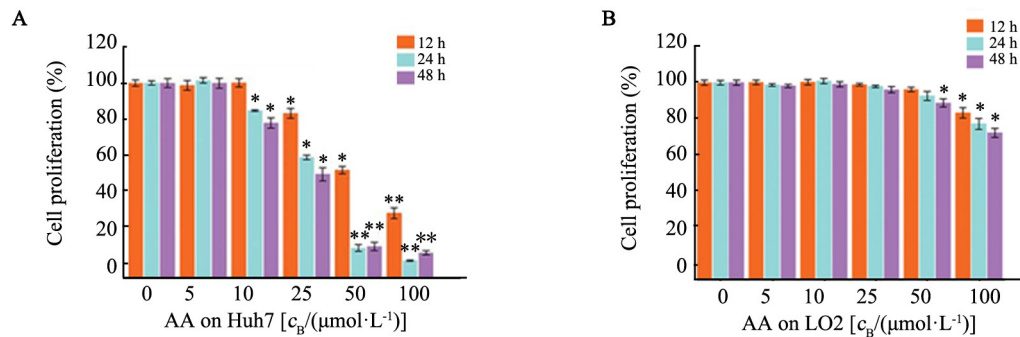 A
12 h
24 h
48 h
Cell proliferation (%)
120
100
80
60
40
20
0
* * * * * *
** ** ** ** **
0 5 10 25 50 100
AA on Huh7 [c_B/(μmol·L⁻¹)]
B
12 h
24 h
48 h
Cell proliferation (%)
120
100
80
60
40
20
0
* * * *
0 5 10 25 50 100
AA on LO2 [c_B/(μmol·L⁻¹)]